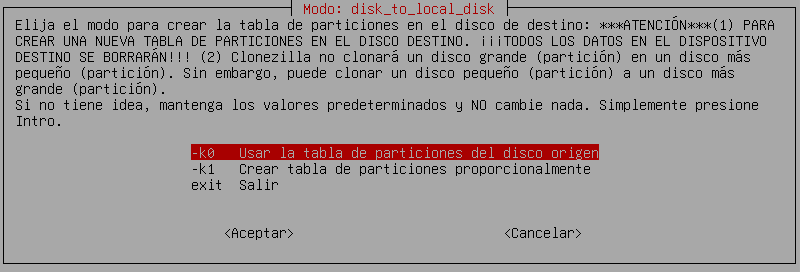 Modo: disk_to_local_disk
Elija el modo para crear la tabla de particiones en el disco de destino: ***ATENCIÓN***(1) PARA
CREAR UNA NUEVA TABLA DE PARTICIONES EN EL DISCO DESTINO. ¡¡¡TODOS LOS DATOS EN EL DISPOSITIVO
DESTINO SE BORRARÁN!!! (2) Clonezilla no clonará un disco grande (partición) en un disco más
pequeño (partición). Sin embargo, puede clonar un disco pequeño (partición) a un disco más
grande (partición).
Si no tiene idea, mantenga los valores predeterminados y NO cambie nada. Simplemente presione
Intro.
-k0 Usar la tabla de particiones del disco origen
-k1 Crear tabla de particiones proporcionalmente
exit Salir
<Aceptar> <Cancelar>